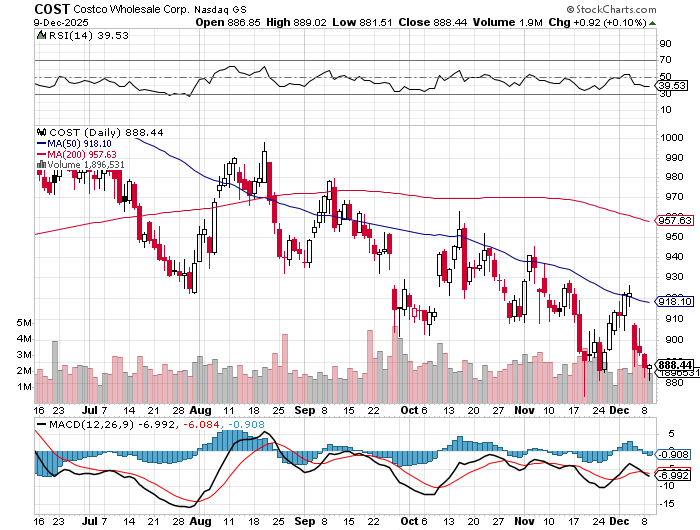 COST Costco Wholesale Corp. Nasdaq GS © StockCharts.com
9-Dec-2025 Open 886.85 High 889.02 Low 881.51 Close 888.44 Volume 1.9M Chg +0.92 (+0.10%)
RSI(14) 39.53
90
70
50
39.53
30
10
COST (Daily) 888.44
MA(50) 918.10
MA(200) 957.63
Volume 1,896,531
1000
990
980
970
960
957.63
950
940
930
920
918.10
910
900
890
888.44
1896531
880
5M
4M
3M
2M
1M
16 23 Jul 7 14 21 28 Aug 11 18 25 Sep 8 15 22 Oct 6 13 20 27 Nov 10 17 24 Dec 8
MACD(12,26,9) -6.992, -6.084, -0.908
5
-0.908
-5
-6.992
-10
-15
16 23 Jul 7 14 21 28 Aug 11 18 25 Sep 8 15 22 Oct 6 13 20 27 Nov 10 17 24 Dec 8